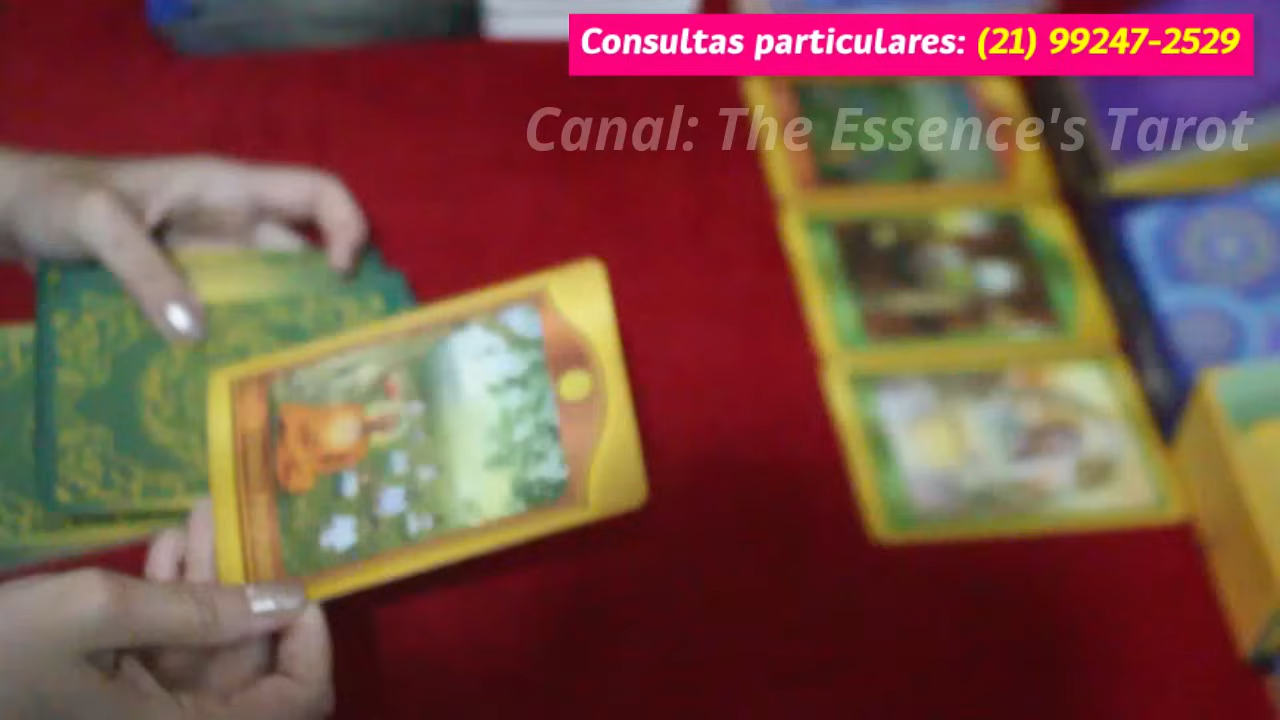 Consultas particulares: (21) 99247-2529
Canal: The Essence's Tarot